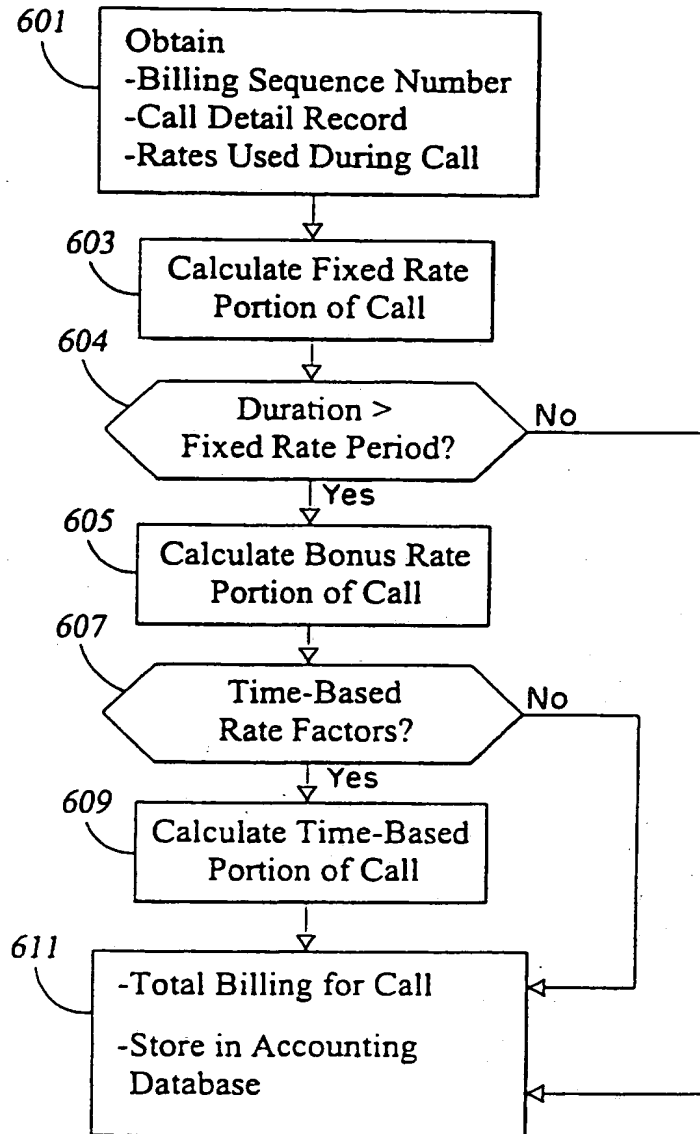 601
Obtain
-Billing Sequence Number
-Call Detail Record
-Rates Used During Call
603
Calculate Fixed Rate
Portion of Call
604
Duration >
Fixed Rate Period?
No
Yes
605
Calculate Bonus Rate
Portion of Call
607
Time-Based
Rate Factors?
No
Yes
609
Calculate Time-Based
Portion of Call
611
-Total Billing for Call
-Store in Accounting
Database